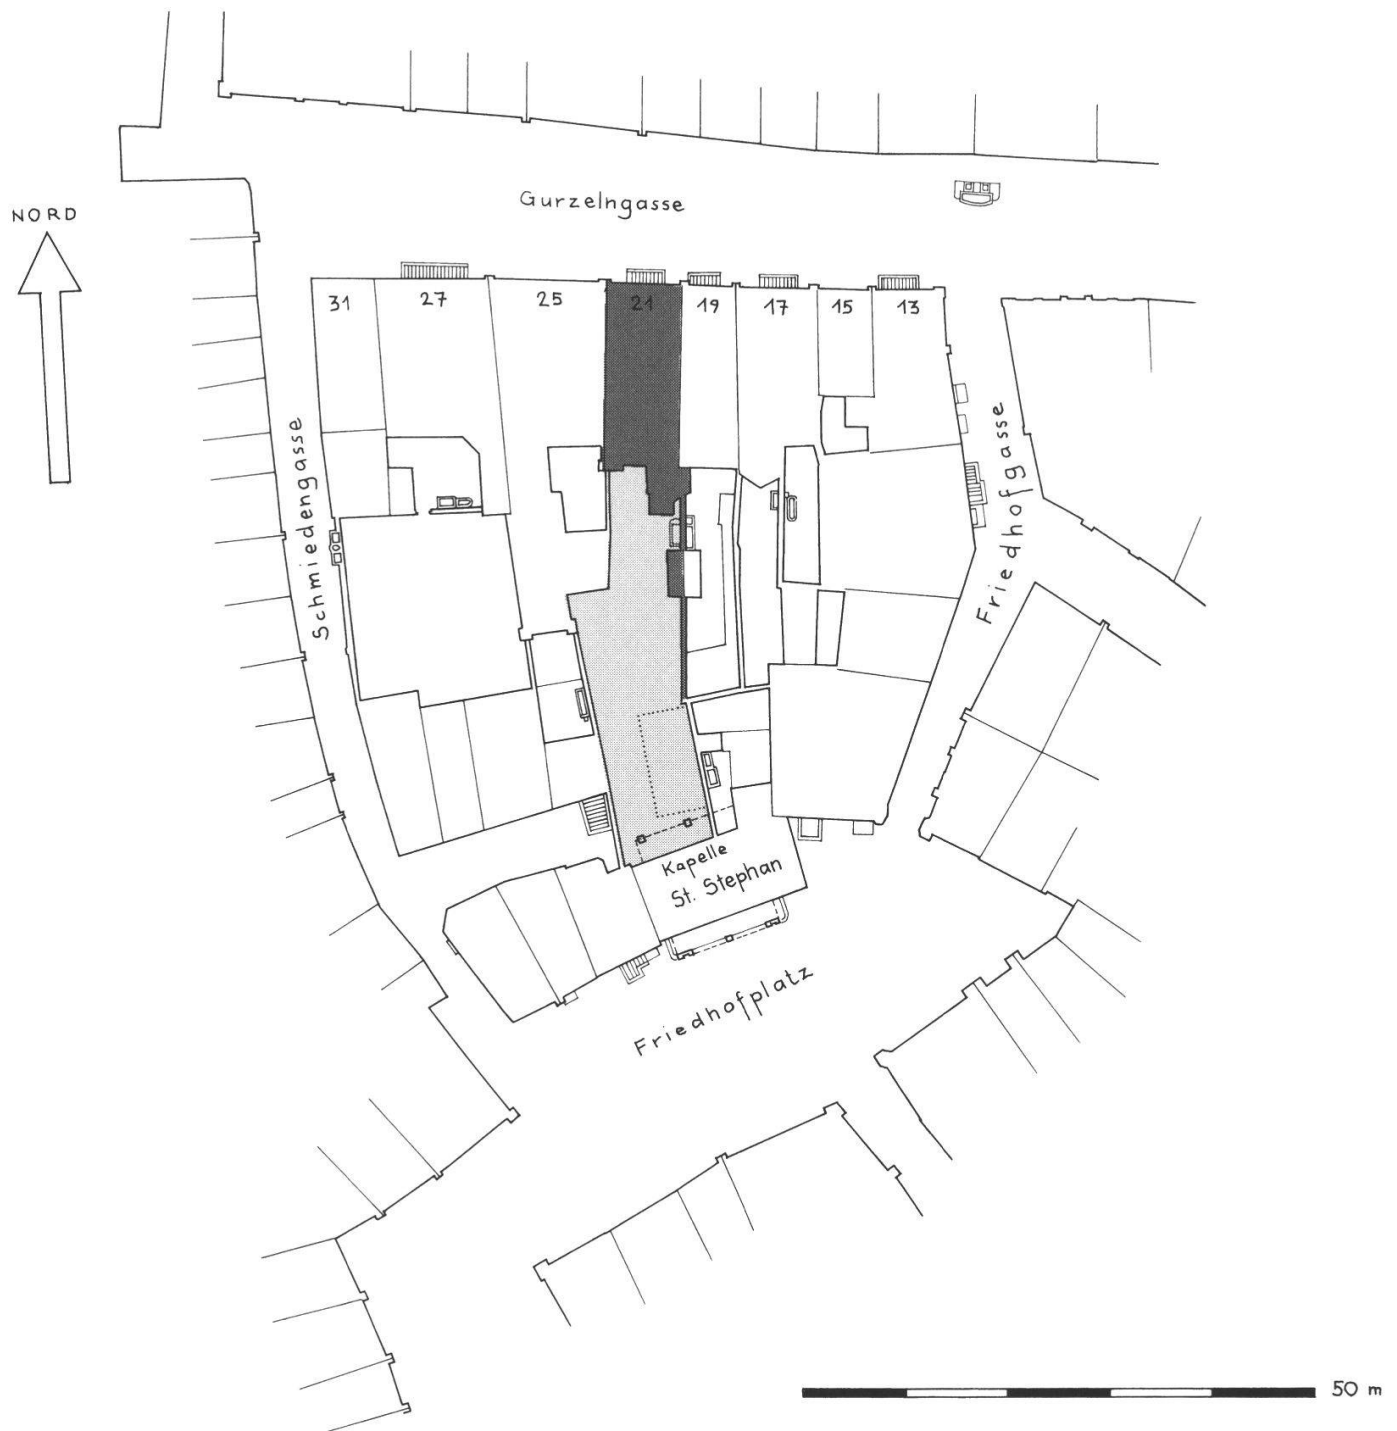 NORD
Gurzelngasse
31
27
25
21
19
17
15
13
Schmiedengasse
Friedhofgasse
Kapelle
St. Stephan
Friedhofplatz
50 m